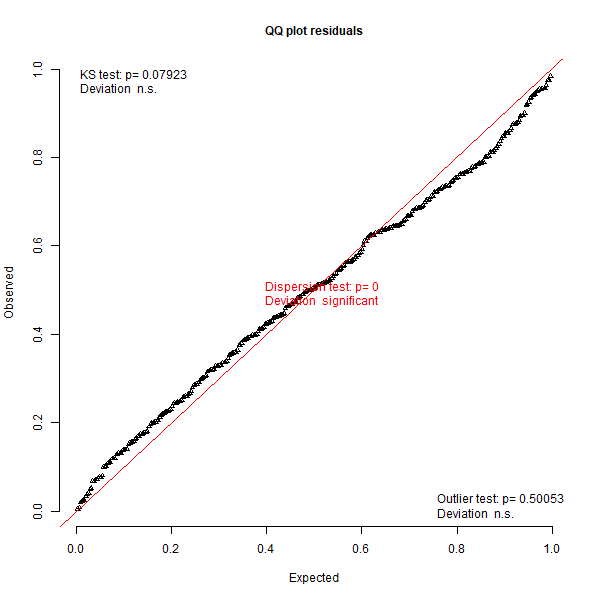 QQ plot residuals
KS test: p= 0.07923
Deviation n.s.
Dispersion test: p= 0
Deviation significant
Outlier test: p= 0.50053
Deviation n.s.
Observed
0.0
0.2
0.4
0.6
0.8
1.0
0.0 0.2 0.4 0.6 0.8 1.0
Expected